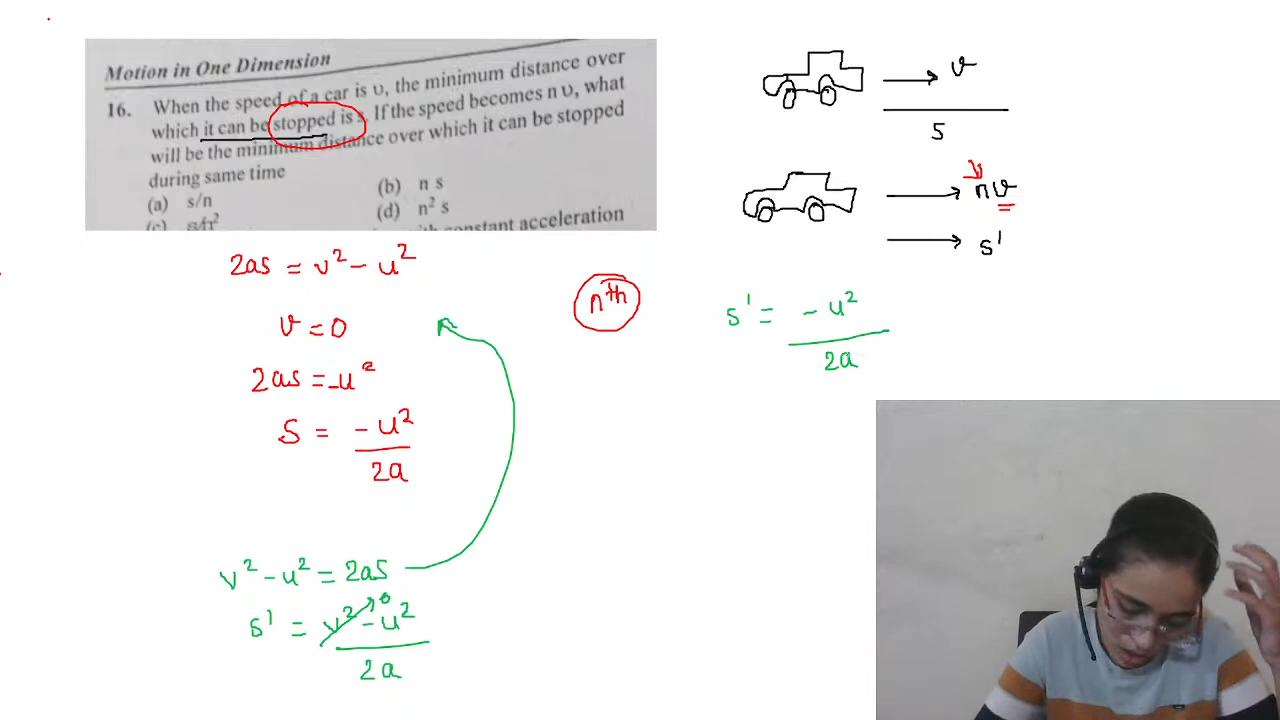 Motion in One Dimension
16. When the speed of a car is υ, the minimum distance over
which it can be stopped is s. If the speed becomes n υ, what
will be the minimum distance over which it can be stopped
during same time
(a) s/n (b) n s
(c) s/n² (d) n² s
with constant acceleration
v
s
nv
s'
2as = v² - u²
v = 0
2as = -u²
s = -u²
2a
nth
s' = -u²
2a
v² - u² = 2as
s' = v² 0 - u²
2a